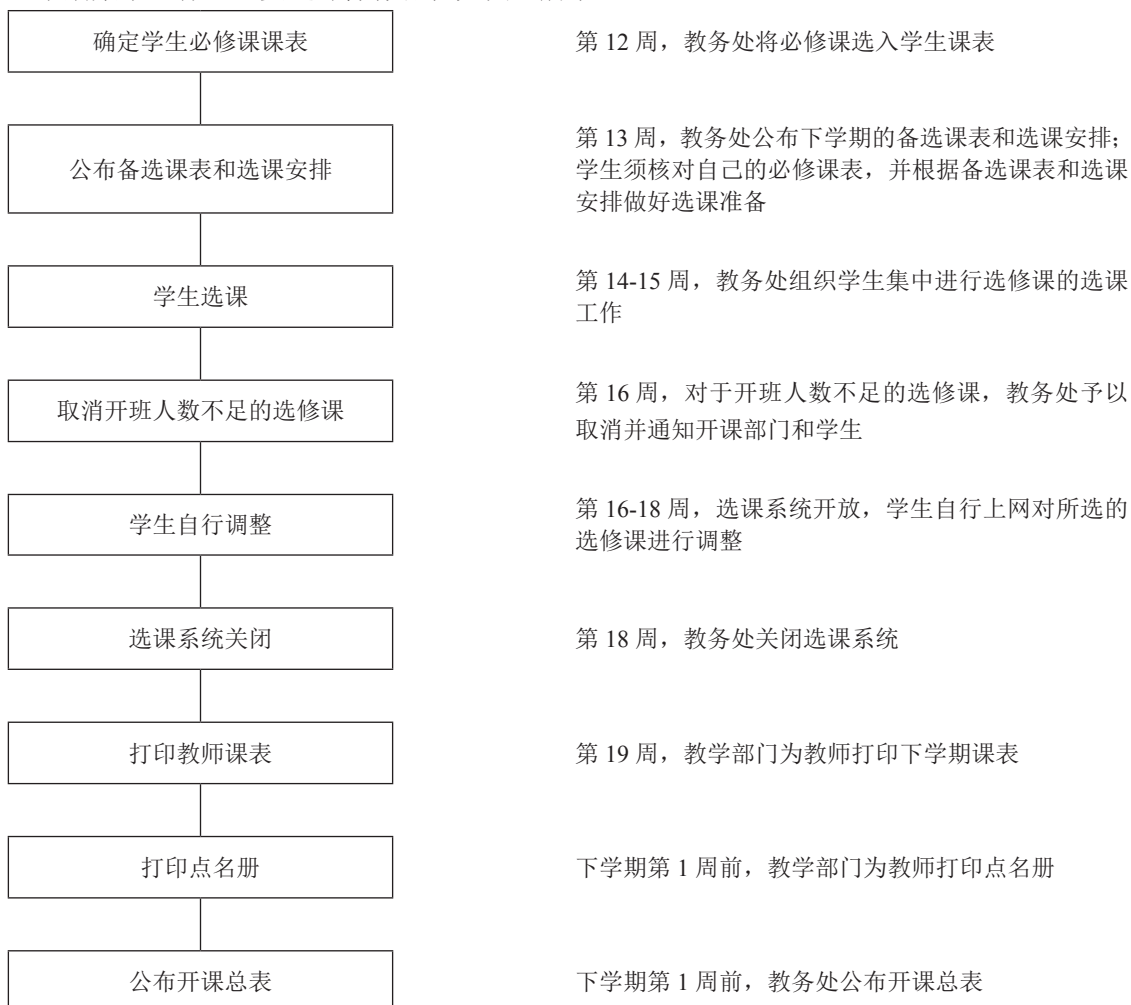 确定学生必修课课表
第 12 周，教务处将必修课选入学生课表
公布备选课表和选课安排
第 13 周，教务处公布下学期的备选课表和选课安排；
学生须核对自己的必修课表，并根据备选课表和选课
安排做好选课准备
学生选课
第 14-15 周，教务处组织学生集中进行选修课的选课
工作
取消开班人数不足的选修课
第 16 周，对于开班人数不足的选修课，教务处予以
取消并通知开课部门和学生
学生自行调整
第 16-18 周，选课系统开放，学生自行上网对所选的
选修课进行调整
选课系统关闭
第 18 周，教务处关闭选课系统
打印教师课表
第 19 周，教学部门为教师打印下学期课表
打印点名册
下学期第 1 周前，教学部门为教师打印点名册
公布开课总表
下学期第 1 周前，教务处公布开课总表